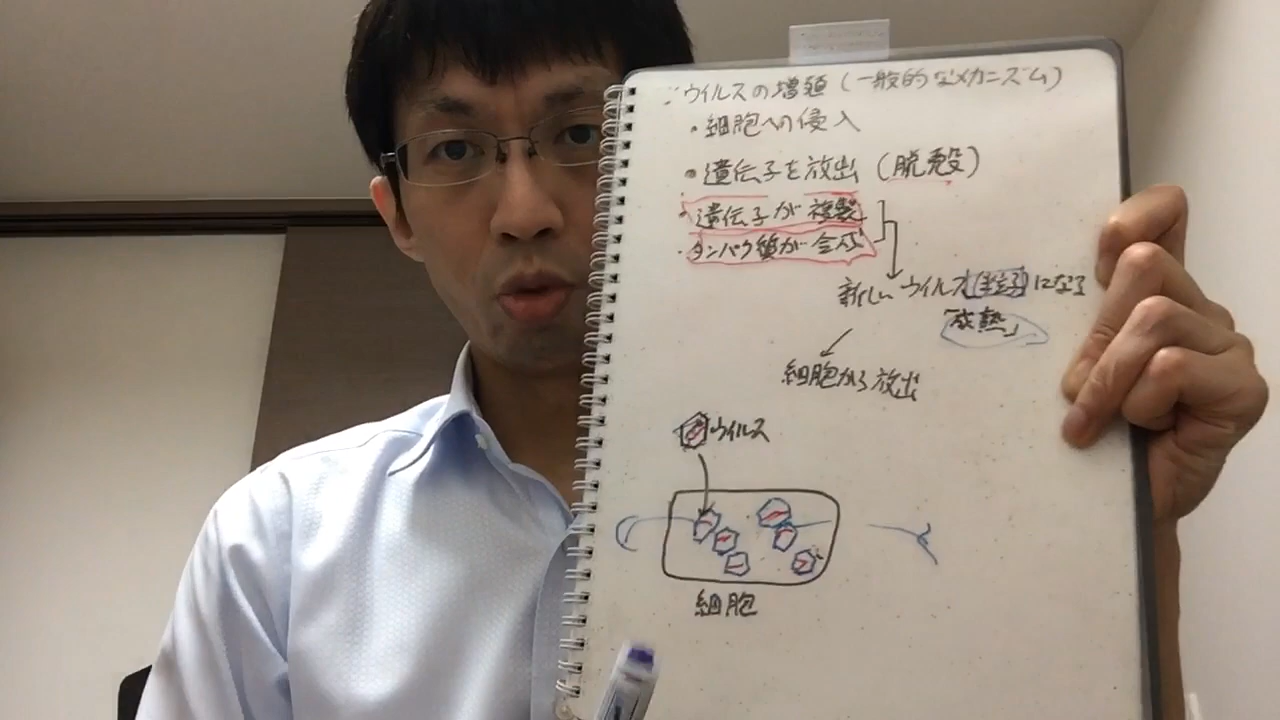 ウイルスの増殖(一般的なメカニズム)
・細胞への侵入
・遺伝子を放出(脱殻)
・遺伝子が複製
・タンパク質が合成
新しいウイルス粒子になる
「成熟」
細胞から放出
ウイルス
細胞